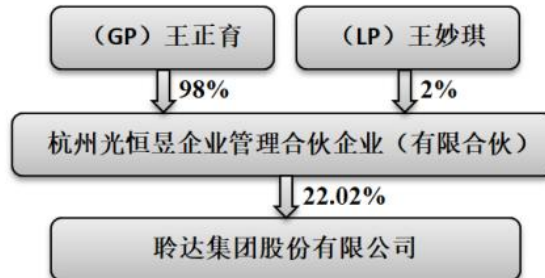 （GP）王正育
（LP）王妙琪
98%
2%
杭州光恒昱企业管理合伙企业（有限合伙）
22.02%
聆达集团股份有限公司